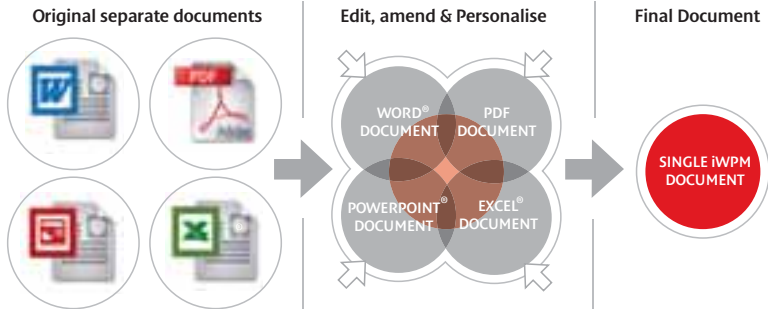 Original separate documents
Edit, amend & Personalise
Final Document
W
PDF
Adobe
X
WORD®
DOCUMENT
PDF
DOCUMENT
POWERPOINT®
DOCUMENT
EXCEL®
DOCUMENT
SINGLE iWPM
DOCUMENT